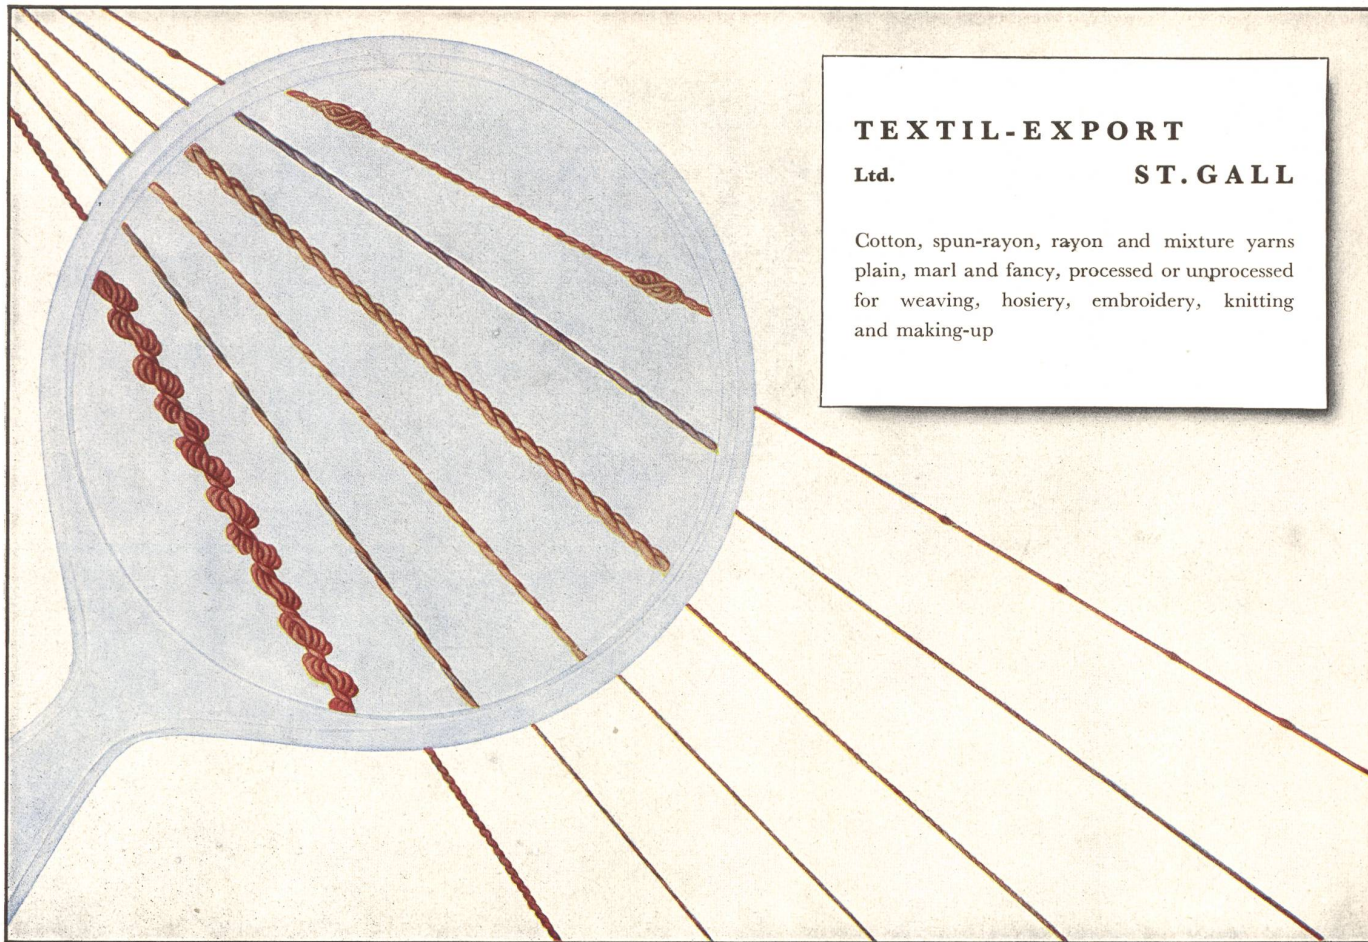 TEXTIL-EXPORT
Ltd. ST. GALL
Cotton, spun-rayon, rayon and mixture yarns
plain, marl and fancy, processed or unprocessed
for weaving, hosiery, embroidery, knitting
and making-up